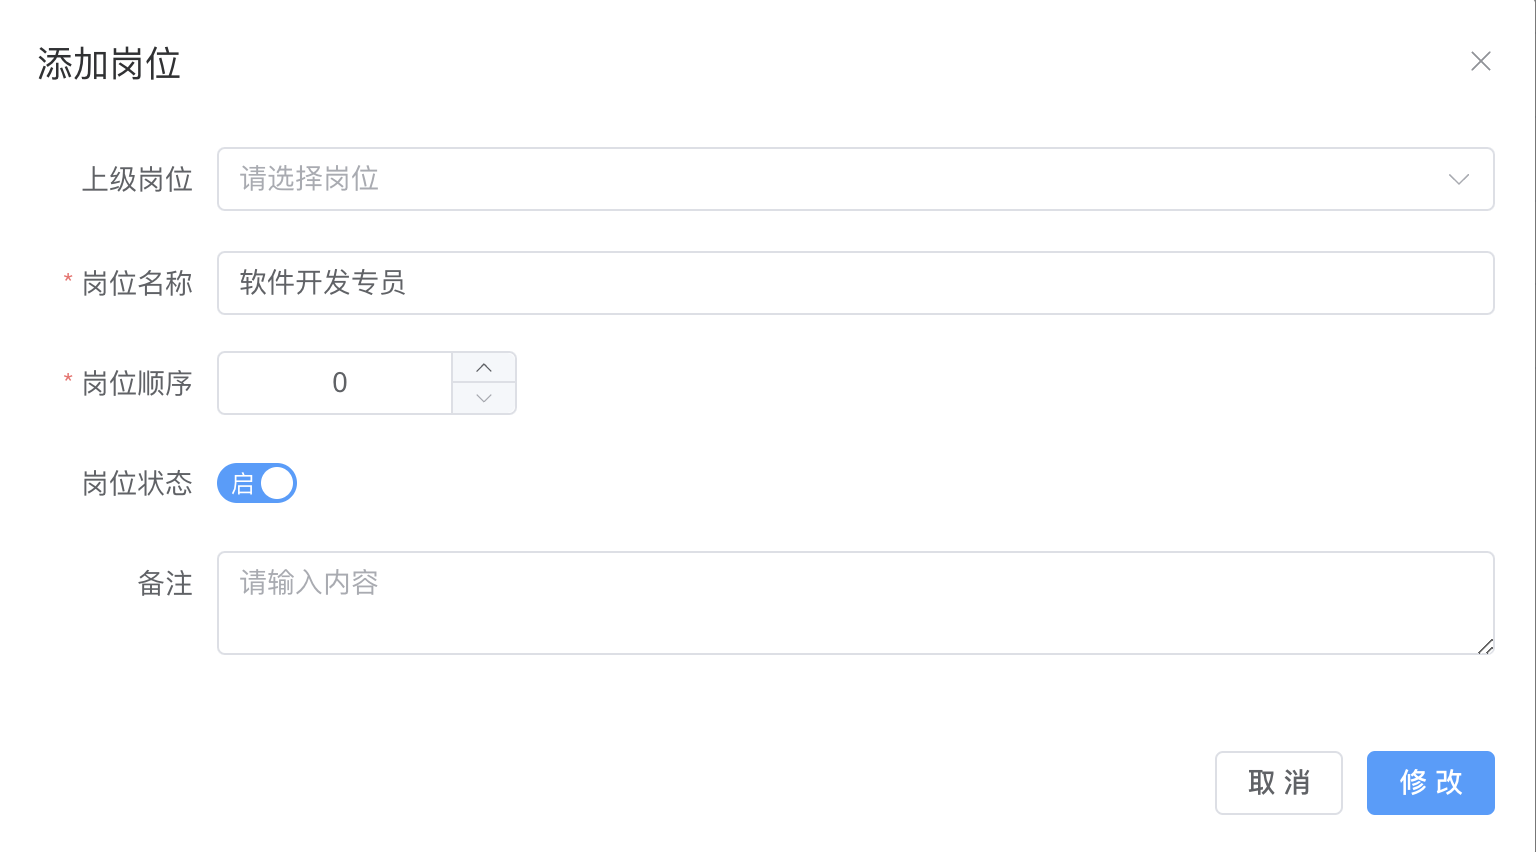 添加岗位
上级岗位 请选择岗位
* 岗位名称 软件开发专员
* 岗位顺序 0
岗位状态 启
备注 请输入内容
取 消 修 改